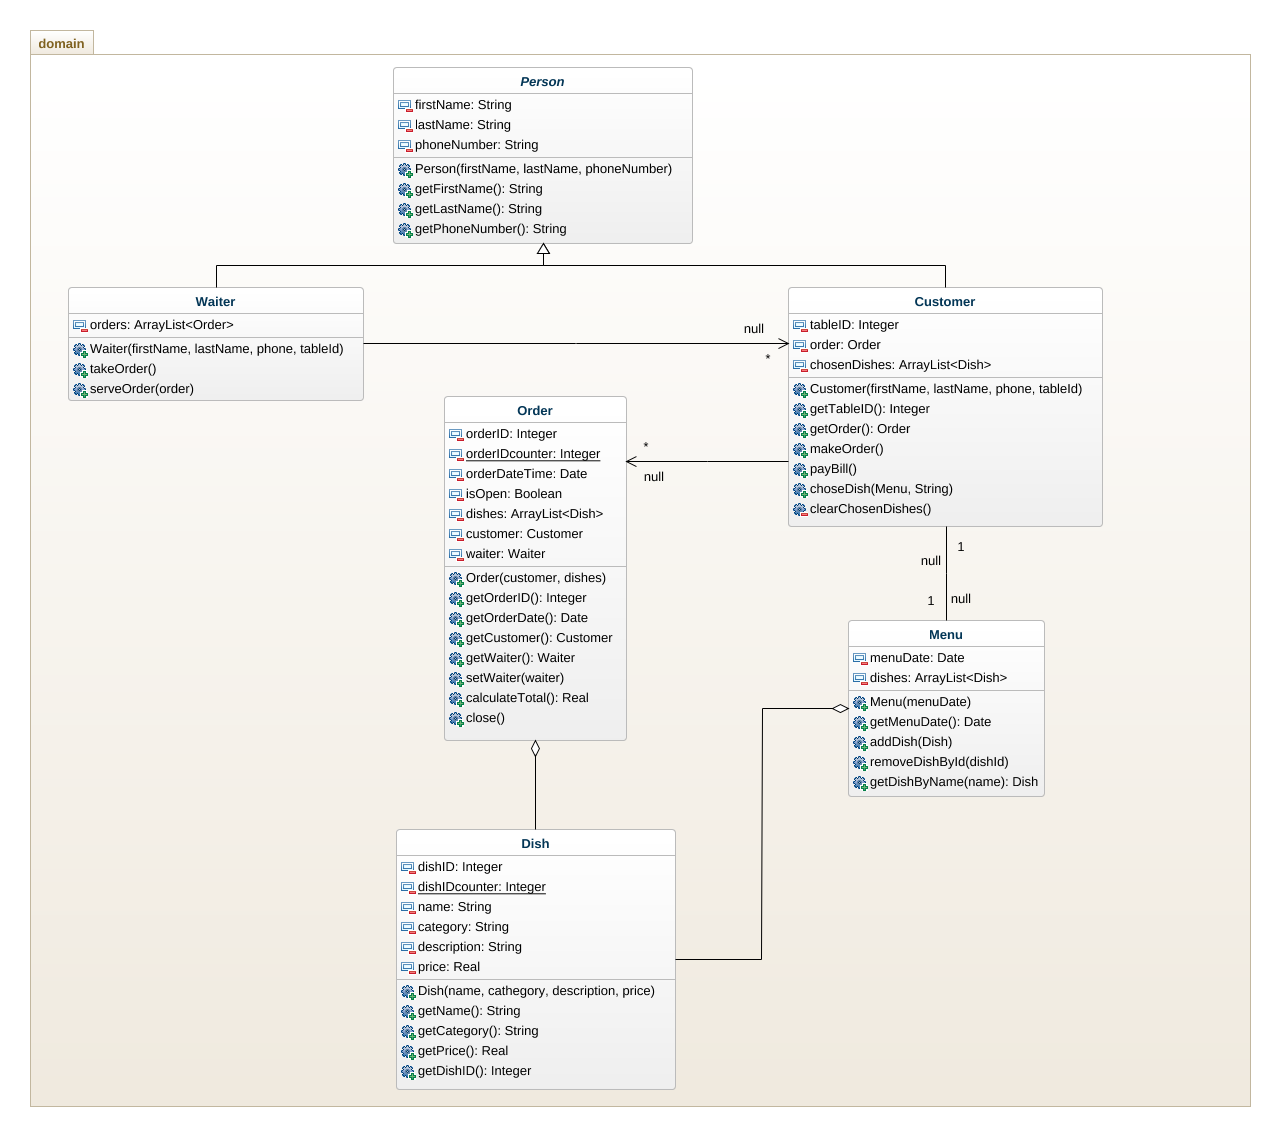 domain
Person
firstName: String
lastName: String
phoneNumber: String
Person(firstName, lastName, phoneNumber)
getFirstName(): String
getLastName(): String
getPhoneNumber(): String
Waiter
orders: ArrayList<Order>
Waiter(firstName, lastName, phone, tableId)
takeOrder()
serveOrder(order)
null
*
Customer
tableID: Integer
order: Order
chosenDishes: ArrayList<Dish>
Customer(firstName, lastName, phone, tableId)
getTableID(): Integer
getOrder(): Order
makeOrder()
payBill()
choseDish(Menu, String)
clearChosenDishes()
Order
orderID: Integer
orderIDcounter: Integer
orderDateTime: Date
isOpen: Boolean
dishes: ArrayList<Dish>
customer: Customer
waiter: Waiter
Order(customer, dishes)
getOrderID(): Integer
getOrderDate(): Date
getCustomer(): Customer
getWaiter(): Waiter
setWaiter(waiter)
calculateTotal(): Real
close()
*
null
1
null
1
null
Menu
menuDate: Date
dishes: ArrayList<Dish>
Menu(menuDate)
getMenuDate(): Date
addDish(Dish)
removeDishById(dishId)
getDishByName(name): Dish
Dish
dishID: Integer
dishIDcounter: Integer
name: String
category: String
description: String
price: Real
Dish(name, cathegory, description, price)
getName(): String
getCategory(): String
getPrice(): Real
getDishID(): Integer